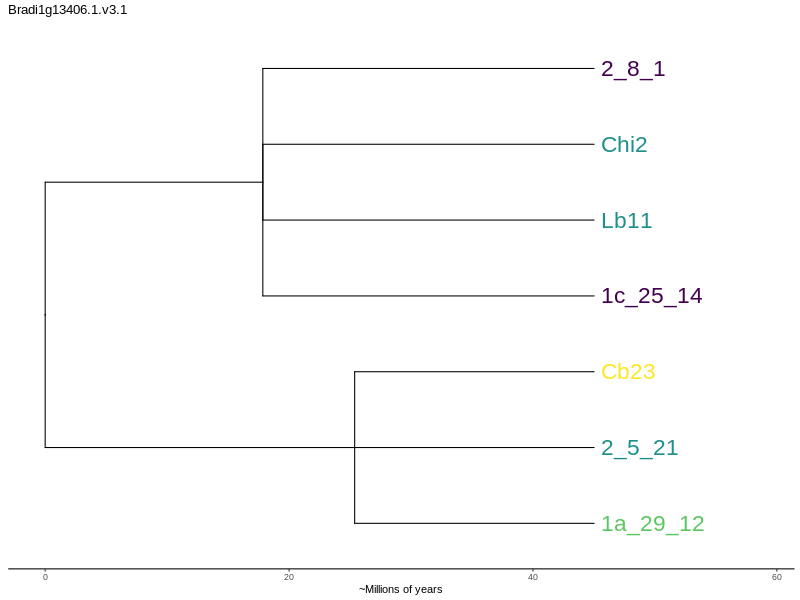 Bradi1g13406.1.v3.1
2_8_1
Chi2
Lb11
1c_25_14
Cb23
2_5_21
1a_29_12
0 20 40 60
~Millions of years